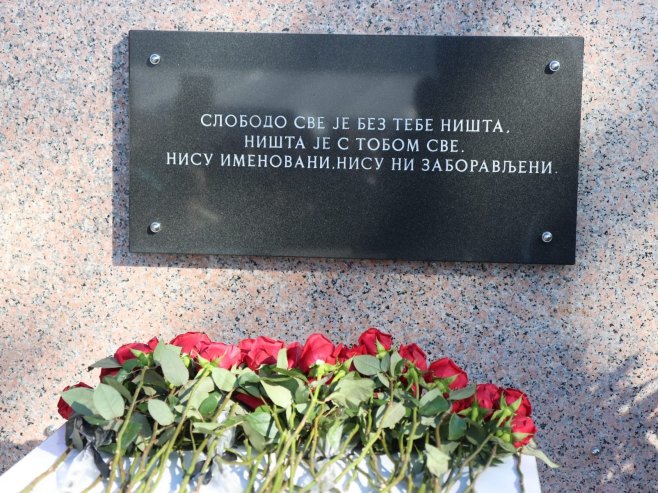 СЛОБОДО СВЕ ЈЕ БЕЗ ТЕБЕ НИШТА,
НИШТА ЈЕ С ТОБОМ СВЕ.
НИСУ ИМЕНОВАНИ, НИСУ НИ ЗАБОРАВЉЕНИ.